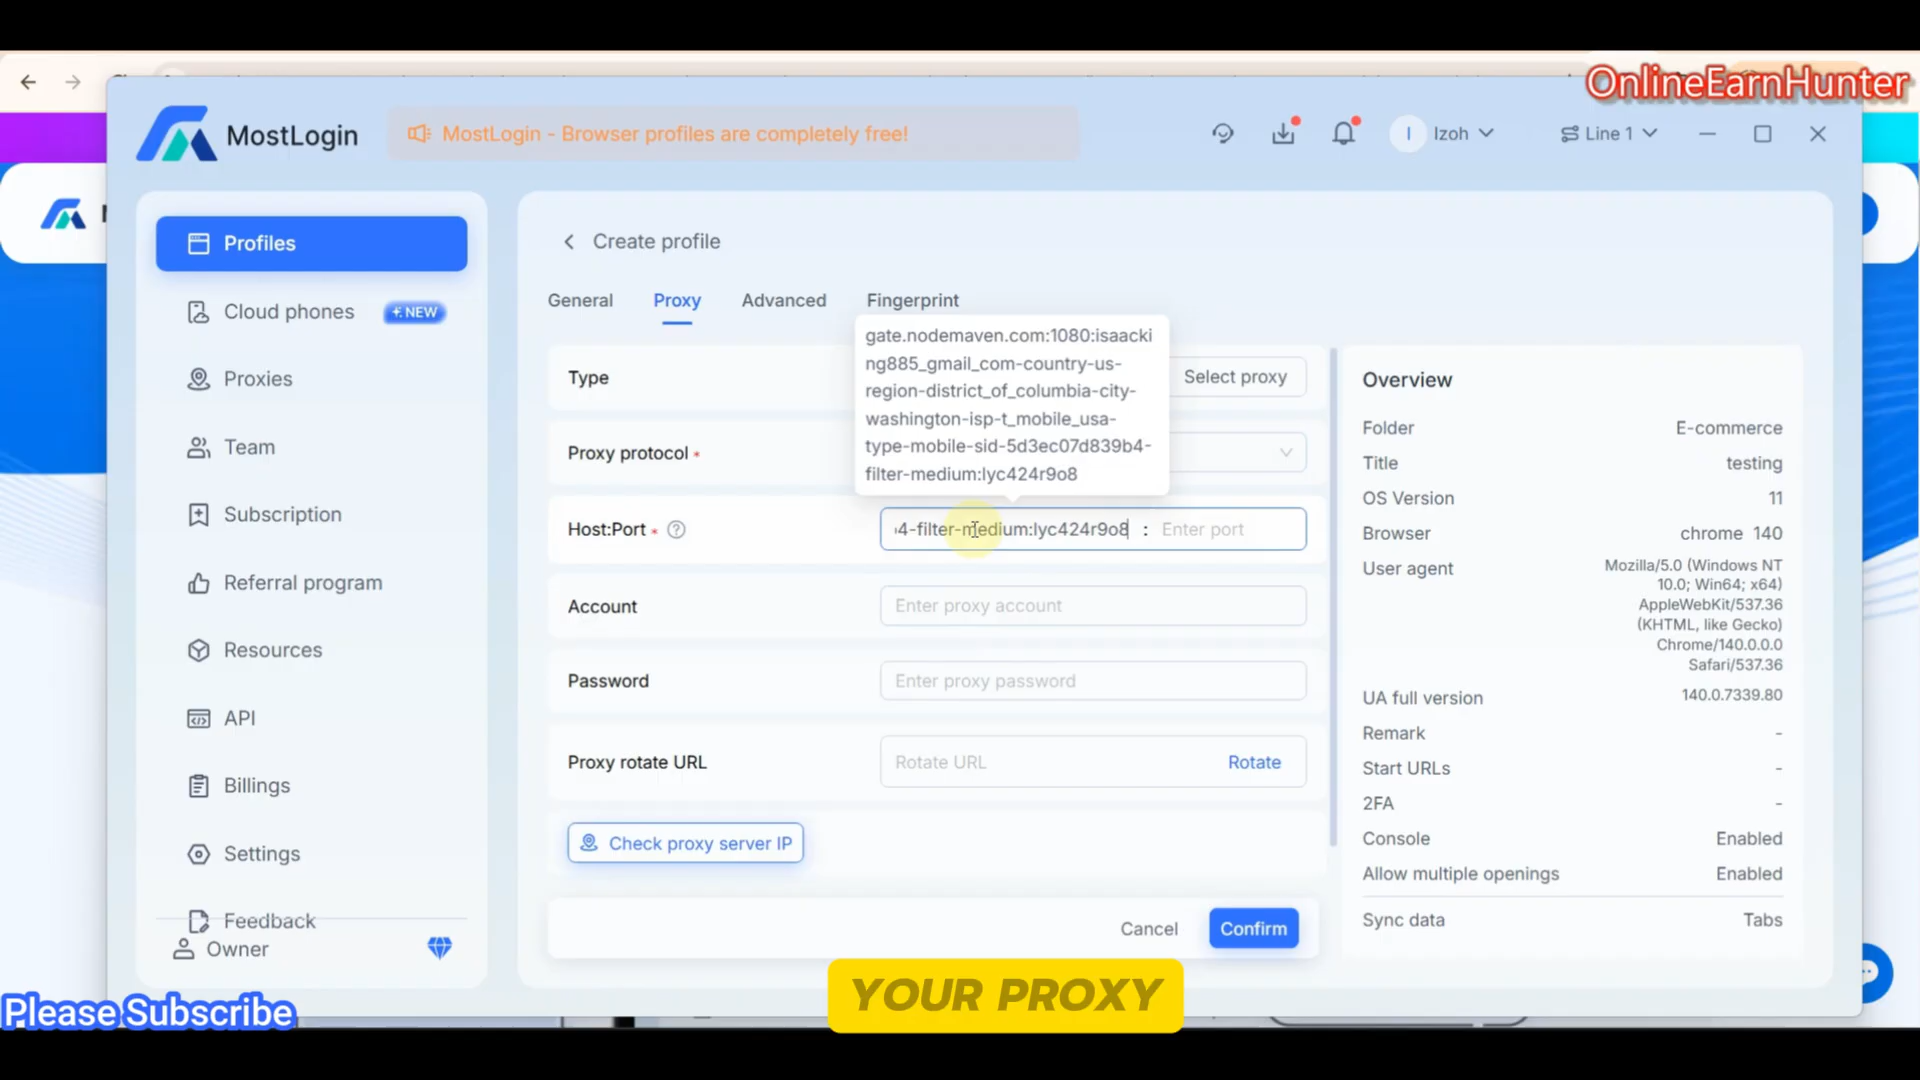 OnlineEarnHunter
MostLogin
MostLogin - Browser profiles are completely free!
I
Izoh
Line 1
Profiles
Cloud phones
NEW
Proxies
Team
Subscription
Referral program
Resources
API
Billings
Settings
Feedback
Owner
Create profile
General
Proxy
Advanced
Fingerprint
gate.nodemaven.com:1080:isaacki
ng885_gmail_com-country-us-
region-district_of_columbia-city-
washington-isp-t_mobile_usa-
type-mobile-sid-5d3ec07d839b4-
filter-medium:lyc424r9o8
Type
Select proxy
Proxy protocol *
Host:Port * ?
4-filter-medium:lyc424r9o8 : Enter port
Account
Enter proxy account
Password
Enter proxy password
Proxy rotate URL
Rotate URL
Rotate
Check proxy server IP
Cancel
Confirm
Overview
Folder E-commerce
Title testing
OS Version 11
Browser chrome 140
User agent Mozilla/5.0 (Windows NT
10.0; Win64; x64)
AppleWebKit/537.36
(KHTML, like Gecko)
Chrome/140.0.0.0
Safari/537.36
UA full version 140.0.7339.80
Remark -
Start URLs -
2FA -
Console Enabled
Allow multiple openings Enabled
Sync data Tabs
YOUR PROXY
Please Subscribe